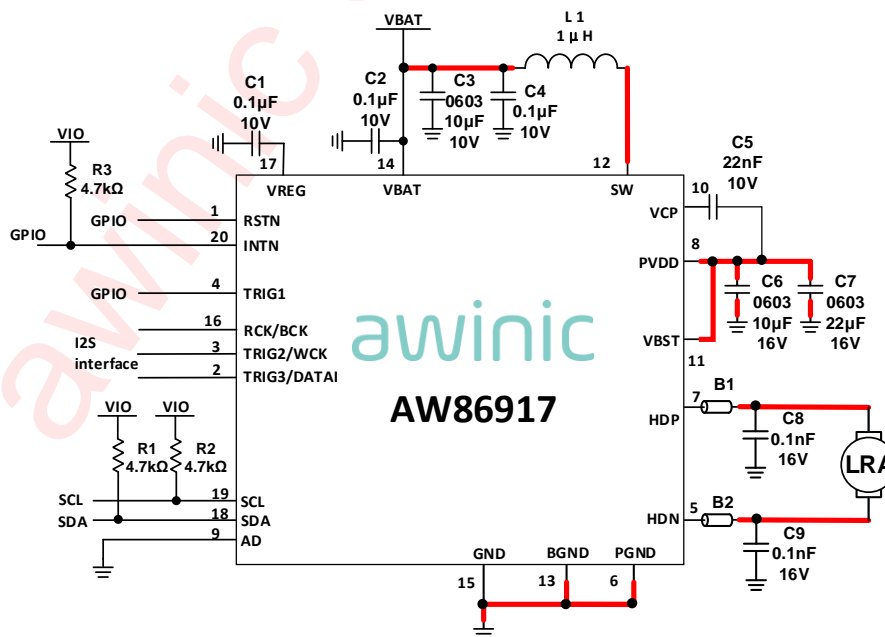 awinic
VBAT
L 1
1 μ H
C1
0.1μF
10V
C2
0.1μF
10V
C3
0603
10μF
10V
C4
0.1μF
10V
VIO
R3
4.7kΩ
17
14
12
VREG
VBAT
SW
C5
22nF
10V
10
VCP
GPIO
1
RSTN
GPIO
20
INTN
8
PVDD
GPIO
4
TRIG1
C6
0603
10μF
16V
C7
0603
22μF
16V
I2S
interface
16
RCK/BCK
3
TRIG2/WCK
2
TRIG3/DATAI
awinic
AW86917
VBST
11
VIO
VIO
R1
4.7kΩ
R2
4.7kΩ
7
HDP
B1
C8
0.1nF
16V
LRA
SCL
19
SCL
SDA
18
SDA
9
AD
5
HDN
B2
C9
0.1nF
16V
GND
BGND
PGND
15
13
6